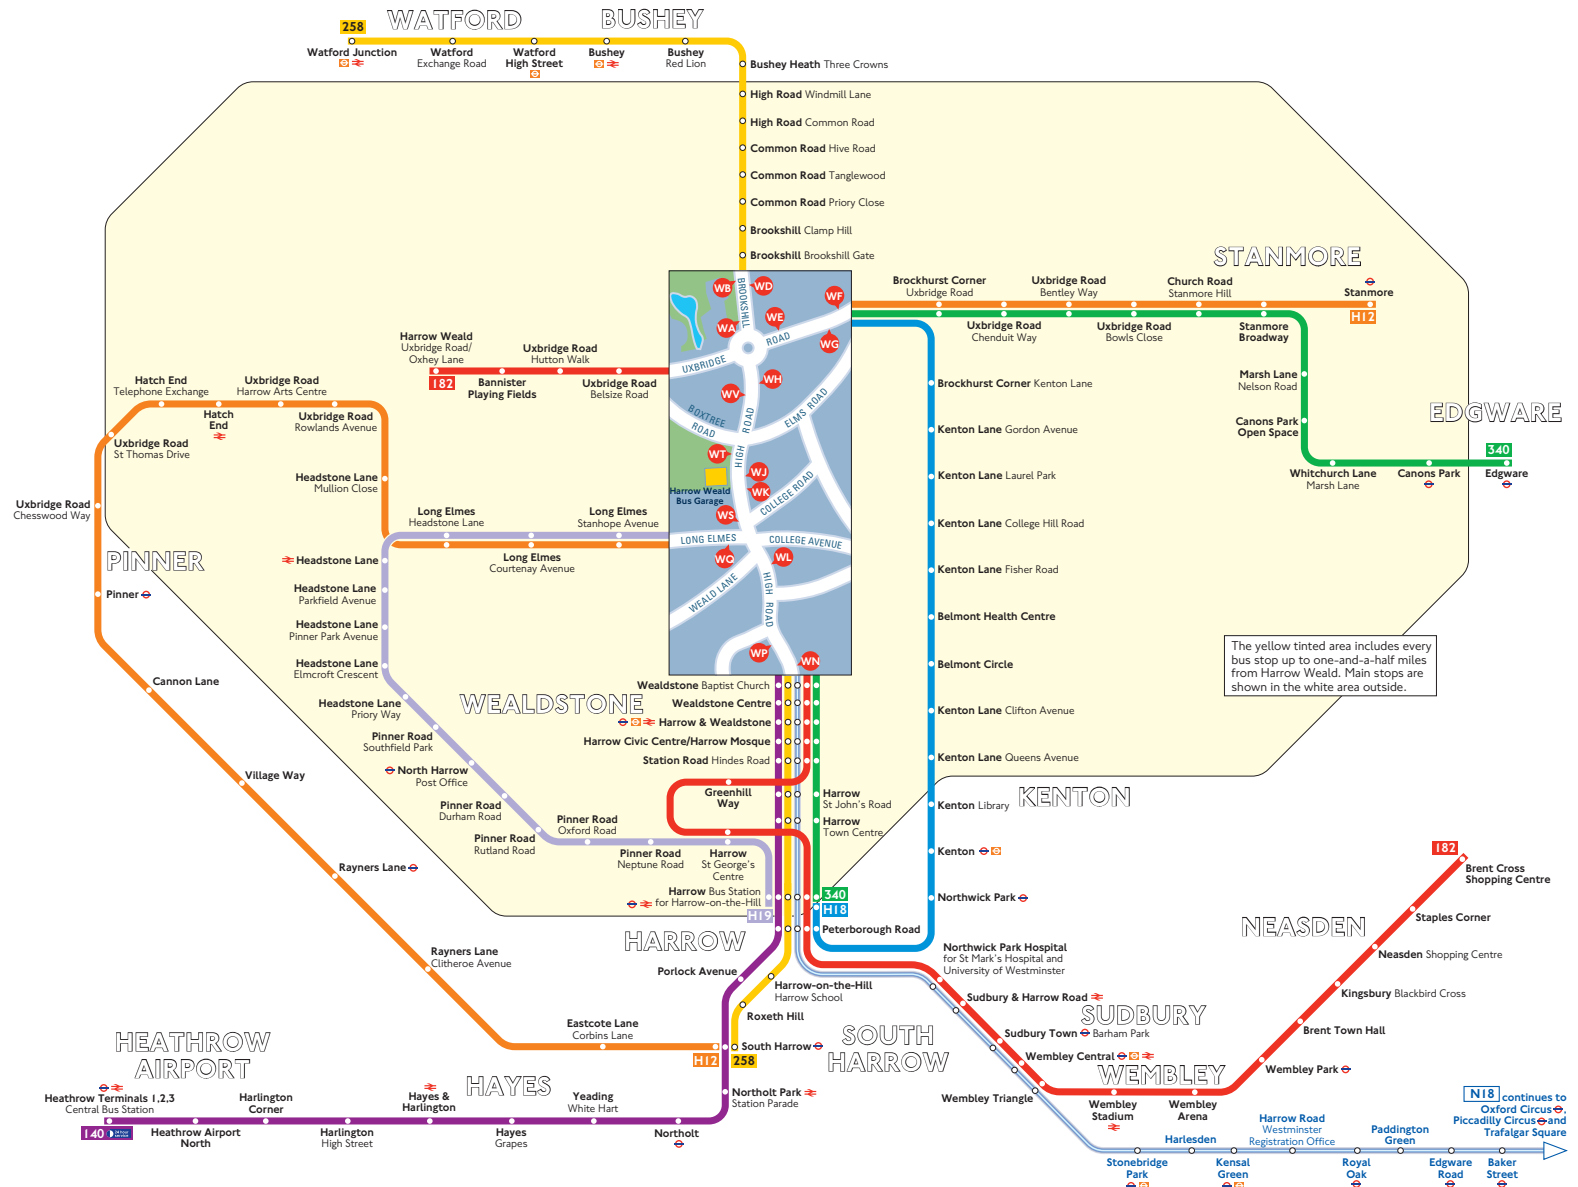 WATFORD
BUSHEY
258
Watford Junction
Watford
Exchange Road
Watford
High Street
Bushey
Bushey
Red Lion
Bushey Heath Three Crowns
High Road Windmill Lane
High Road Common Road
Common Road Hive Road
Common Road Tanglewood
Common Road Priory Close
Brookshill Clamp Hill
Brookshill Brookshill Gate
STANMORE
Brockhurst Corner
Uxbridge Road
Uxbridge Road
Bentley Way
Church Road
Stanmore Hill
Stanmore
H12
Uxbridge Road
Chenduit Way
Uxbridge Road
Bowls Close
Stanmore
Broadway
Marsh Lane
Nelson Road
Canons Park
Open Space
EDGWARE
340
Whitchurch Lane
Marsh Lane
Canons Park
Edgware
WB
WD
WF
WA
WE
WG
BROOKSHILL
UXBRIDGE
ROAD
WH
WV
BOXTREE
ROAD
ELMS ROAD
HIGH
ROAD
WT
WJ
WK
Harrow Weald
Bus Garage
COLLEGE ROAD
WS
LONG ELMES
COLLEGE AVENUE
WQ
WL
WEALD LANE
HIGH
ROAD
WP
WN
Harrow Weald
Uxbridge Road/
Oxhey Lane
182
Bannister
Playing Fields
Uxbridge Road
Hutton Walk
Uxbridge Road
Belsize Road
Hatch End
Telephone Exchange
Uxbridge Road
Harrow Arts Centre
Hatch
End
Uxbridge Road
Rowlands Avenue
Uxbridge Road
St Thomas Drive
Headstone Lane
Mullion Close
Uxbridge Road
Chesswood Way
PINNER
Pinner
Long Elmes
Headstone Lane
Long Elmes
Stanhope Avenue
Long Elmes
Courtenay Avenue
Headstone Lane
Headstone Lane
Parkfield Avenue
Headstone Lane
Pinner Park Avenue
Headstone Lane
Elmcroft Crescent
Headstone Lane
Priory Way
Pinner Road
Southfield Park
North Harrow
Post Office
Pinner Road
Durham Road
Pinner Road
Rutland Road
Pinner Road
Oxford Road
Pinner Road
Neptune Road
Harrow
St George's
Centre
Harrow Bus Station
for Harrow-on-the-Hill
H19
Cannon Lane
Village Way
Rayners Lane
Rayners Lane
Clitheroe Avenue
Eastcote Lane
Corbins Lane
H12
WEALDSTONE
Wealdstone Baptist Church
Wealdstone Centre
Harrow & Wealdstone
Harrow Civic Centre/Harrow Mosque
Station Road Hindes Road
Greenhill
Way
Harrow
St John's Road
Harrow
Town Centre
340
H18
Peterborough Road
HARROW
Porlock Avenue
Harrow-on-the-Hill
Harrow School
Roxeth Hill
South Harrow
258
SOUTH
HARROW
Northolt Park
Station Parade
Brockhurst Corner Kenton Lane
Kenton Lane Gordon Avenue
Kenton Lane Laurel Park
Kenton Lane College Hill Road
Kenton Lane Fisher Road
Belmont Health Centre
Belmont Circle
Kenton Lane Clifton Avenue
Kenton Lane Queens Avenue
Kenton Library
KENTON
Kenton
Northwick Park
The yellow tinted area includes every
bus stop up to one-and-a-half miles
from Harrow Weald. Main stops are
shown in the white area outside.
Northwick Park Hospital
for St Mark's Hospital and
University of Westminster
Sudbury & Harrow Road
SUDBURY
Sudbury Town Barham Park
Wembley Central
WEMBLEY
Wembley Triangle
Wembley
Stadium
Wembley
Arena
Wembley Park
Brent Town Hall
Kingsbury Blackbird Cross
Neasden Shopping Centre
NEASDEN
Staples Corner
Brent Cross
Shopping Centre
182
HEATHROW
AIRPORT
Heathrow Terminals 1,2,3
Central Bus Station
140
24 hour
service
Heathrow Airport
North
Harlington
Corner
Harlington
High Street
Hayes &
Harlington
HAYES
Hayes
Grapes
Yeading
White Hart
Northolt
N18 continues to
Oxford Circus,
Piccadilly Circus and
Trafalgar Square
Stonebridge
Park
Harlesden
Kensal
Green
Harrow Road
Westminster
Registration Office
Royal
Oak
Paddington
Green
Edgware
Road
Baker
Street